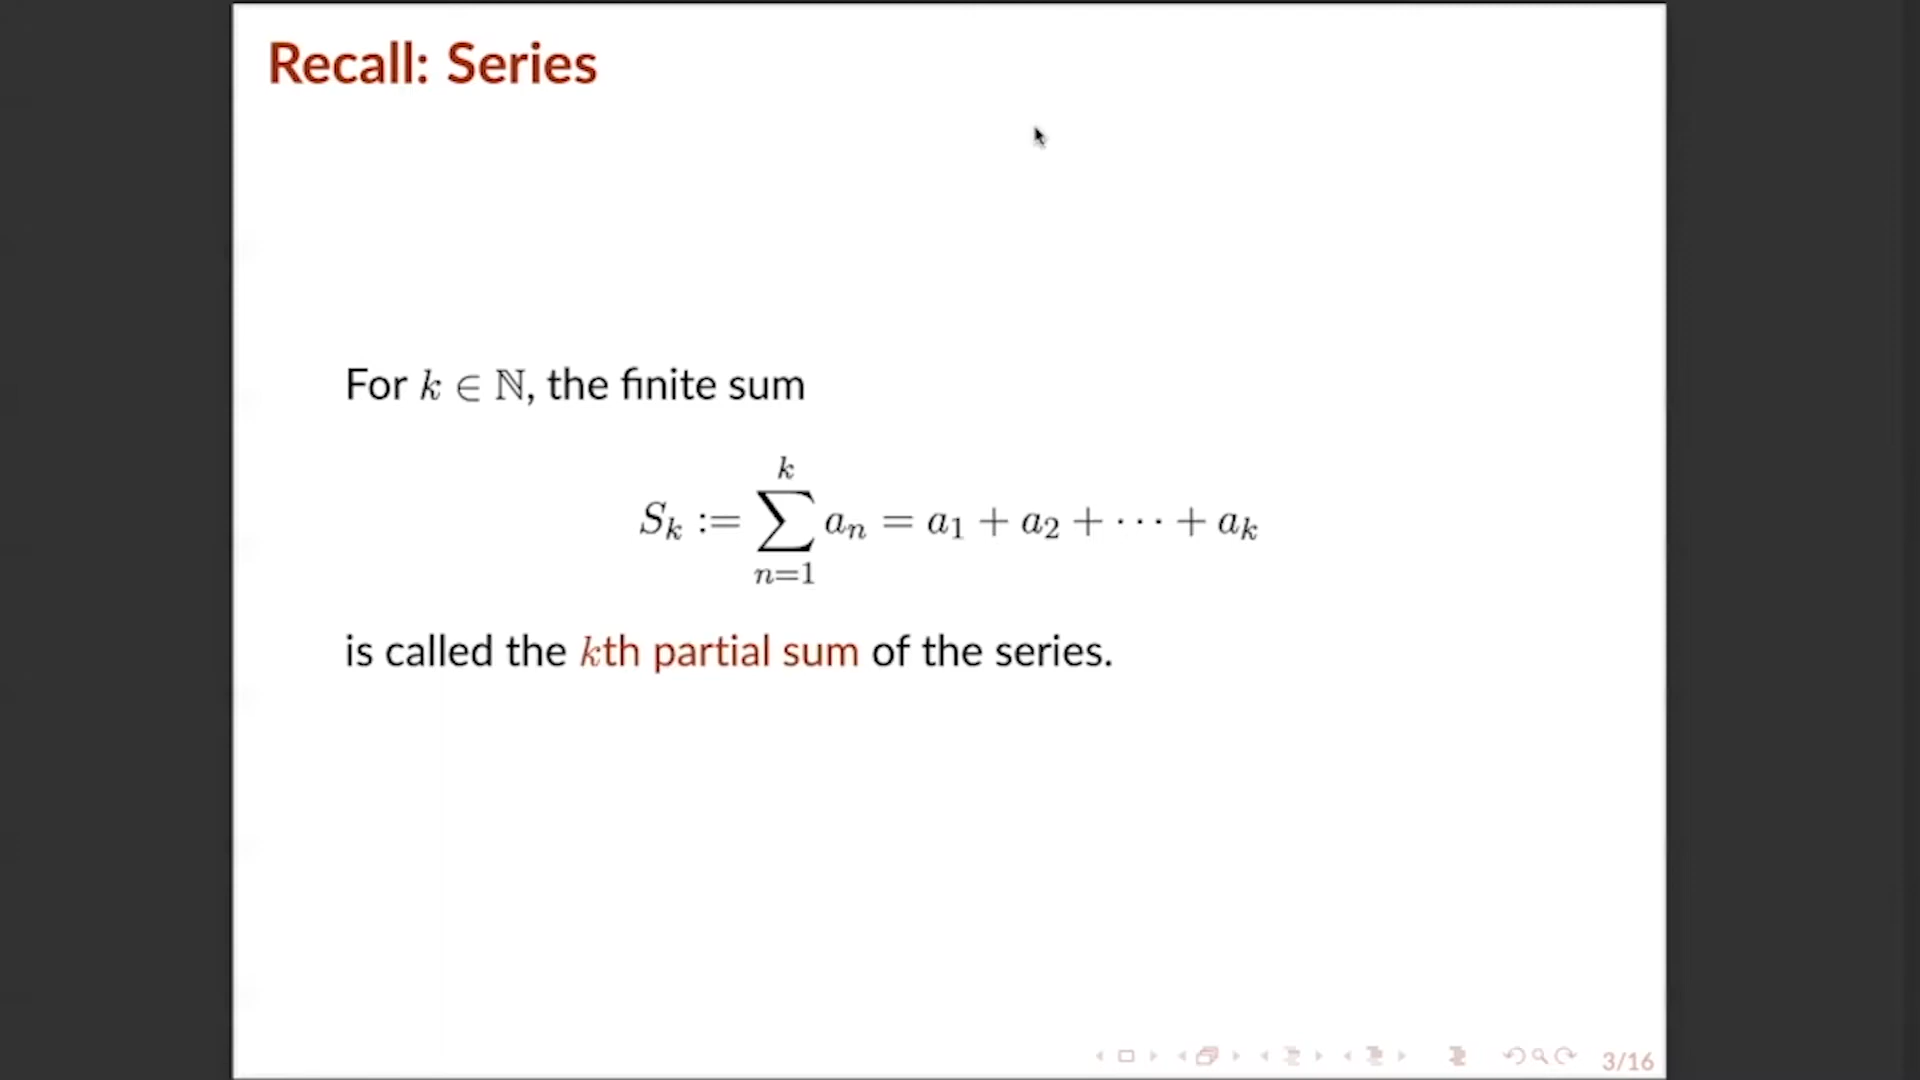 Recall: Series
For k ∈ ℕ, the finite sum
S_k := \sum_{n=1}^{k} a_n = a_1 + a_2 + ··· + a_k
is called the kth partial sum of the series.
3/16